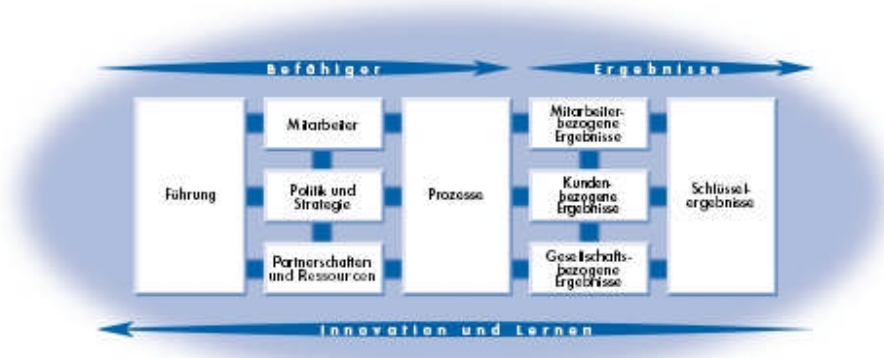 Befähiger
Ergebnisse
Führung
Mitarbeiter
Politik und
Strategie
Partnerschaften
und Ressourcen
Prozesse
Mitarbeiter-
bezogene
Ergebnisse
Kunden-
bezogene
Ergebnisse
Gesellschafts-
bezogene
Ergebnisse
Schlüssel-
ergebnisse
Innovation und Lernen